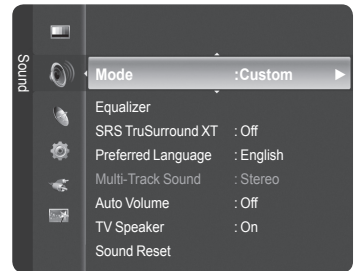 Sound
Mode :Custom
Equalizer
SRS TruSurround XT : Off
Preferred Language : English
Multi-Track Sound : Stereo
Auto Volume : Off
TV Speaker : On
Sound Reset